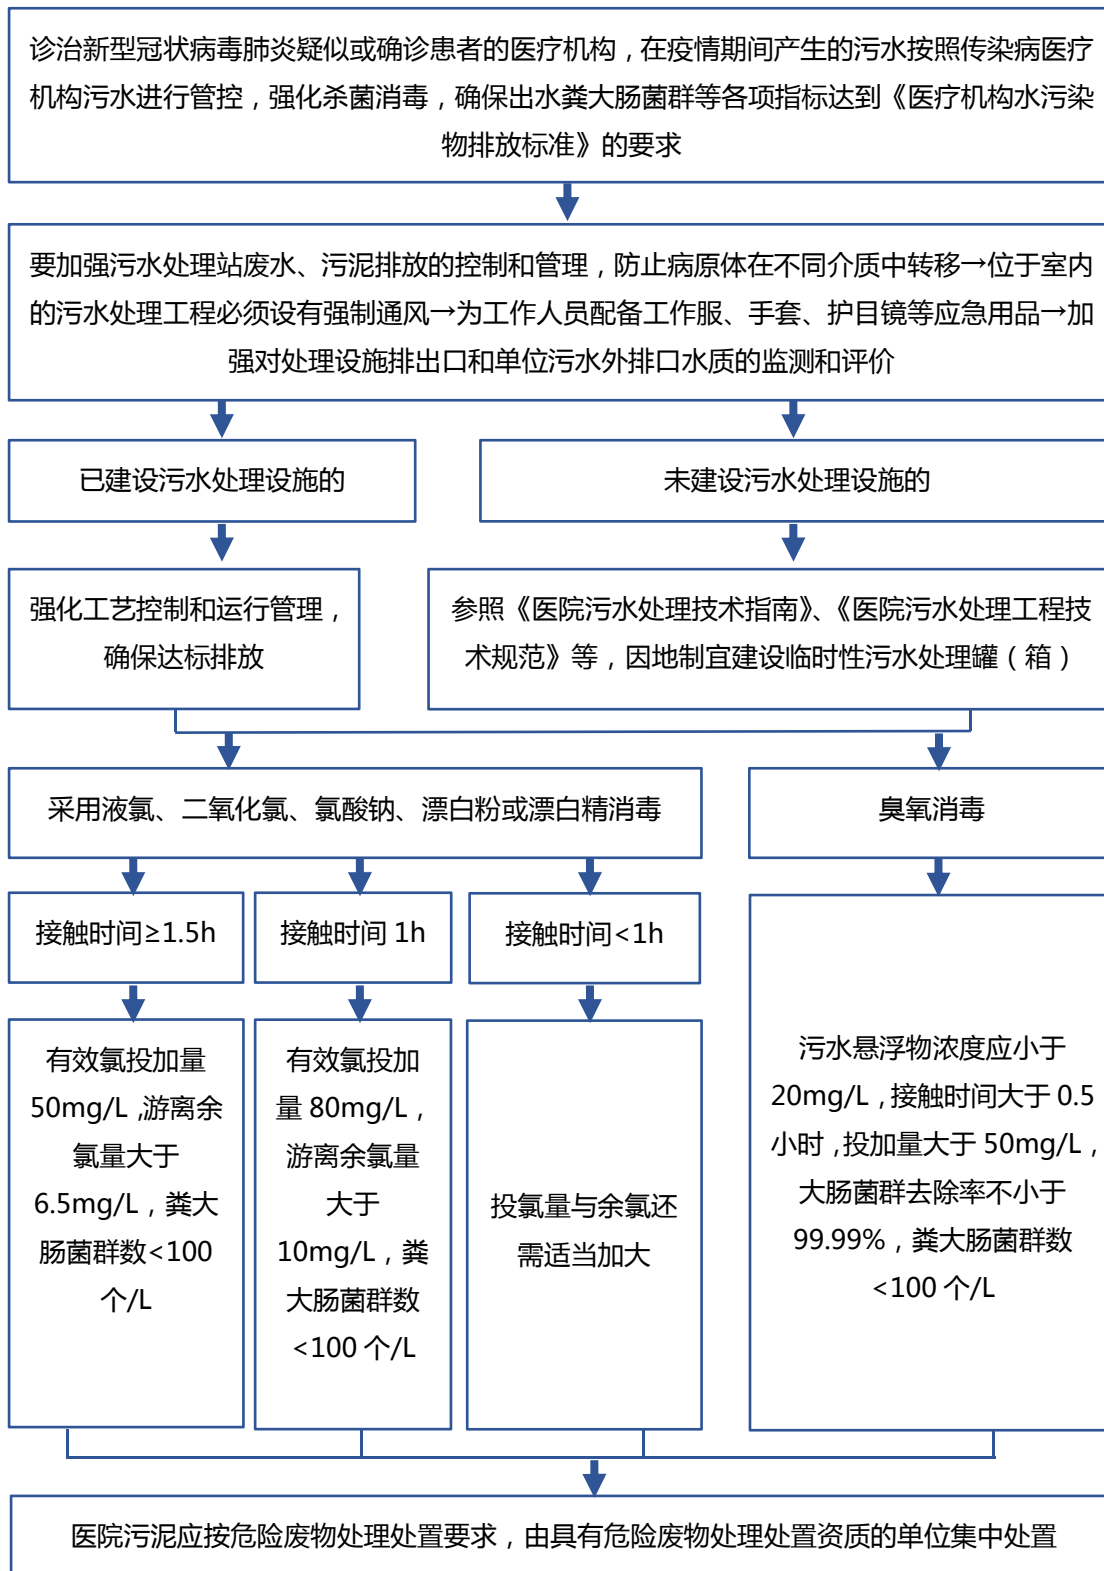 诊治新型冠状病毒肺炎疑似或确诊患者的医疗机构，在疫情期间产生的污水按照传染病医疗
机构污水进行管控，强化杀菌消毒，确保出水粪大肠菌群等各项指标达到《医疗机构水污染
物排放标准》的要求
要加强污水处理站废水、污泥排放的控制和管理，防止病原体在不同介质中转移→位于室内
的污水处理工程必须设有强制通风→为工作人员配备工作服、手套、护目镜等应急用品→加
强对处理设施排出口和单位污水外排口水质的监测和评价
已建设污水处理设施的
未建设污水处理设施的
强化工艺控制和运行管理，
确保达标排放
参照《医院污水处理技术指南》、《医院污水处理工程技
术规范》等，因地制宜建设临时性污水处理罐（箱）
采用液氯、二氧化氯、氯酸钠、漂白粉或漂白精消毒
臭氧消毒
接触时间≥1.5h
接触时间 1h
接触时间<1h
有效氯投加量
50mg/L，游离余
氯量大于
6.5mg/L，粪大
肠菌群数<100
个/L
有效氯投加
量 80mg/L，
游离余氯量
大于
10mg/L，粪
大肠菌群数
<100 个/L
投氯量与余氯还
需适当加大
污水悬浮物浓度应小于
20mg/L，接触时间大于 0.5
小时，投加量大于 50mg/L，
大肠菌群去除率不小于
99.99%，粪大肠菌群数
<100 个/L
医院污泥应按危险废物处理处置要求，由具有危险废物处理处置资质的单位集中处置